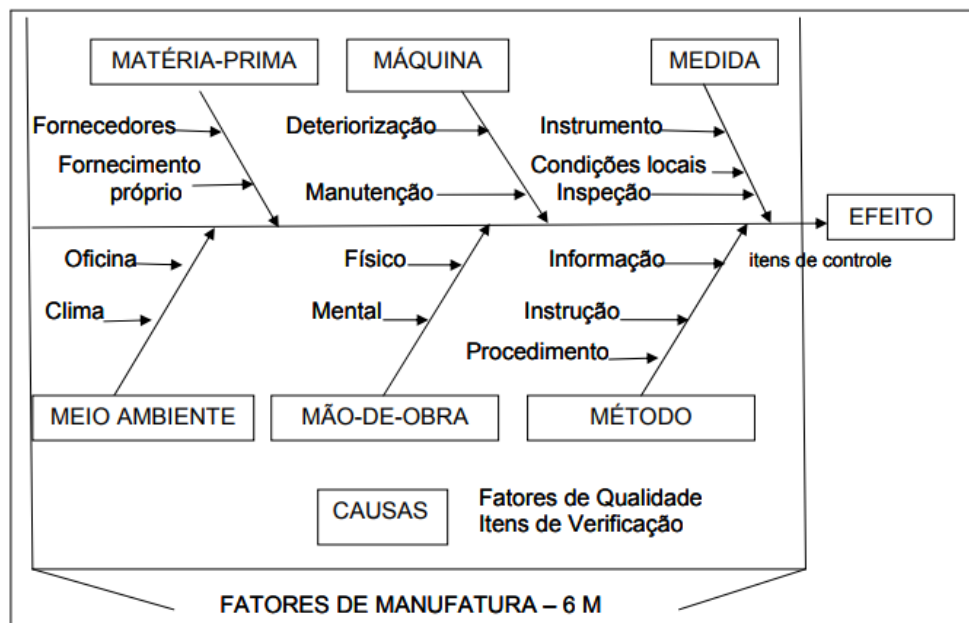 MATÉRIA-PRIMA
MÁQUINA
MEDIDA
Fornecedores
Fornecimento
próprio
Deteriorização
Manutenção
Instrumento
Condições locais
Inspeção
EFEITO
itens de controle
Oficina
Clima
Físico
Mental
Informação
Instrução
Procedimento
MEIO AMBIENTE
MÃO-DE-OBRA
MÉTODO
CAUSAS
Fatores de Qualidade
Itens de Verificação
FATORES DE MANUFATURA – 6 M